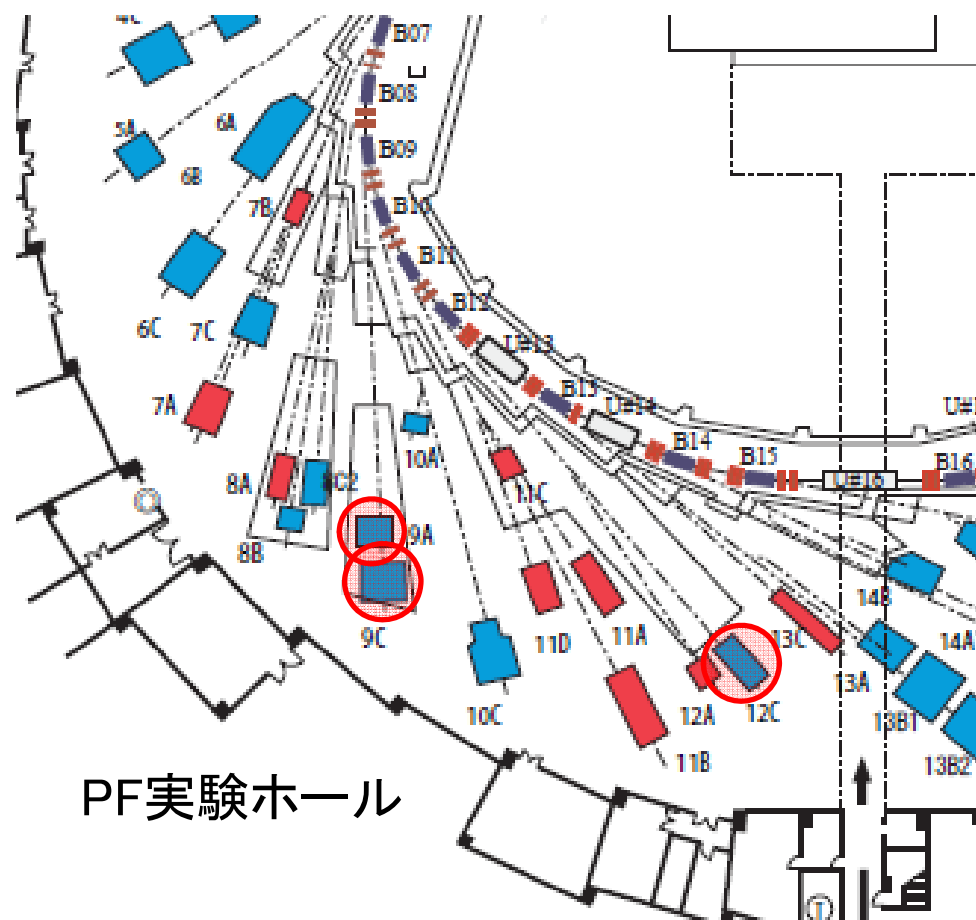 B07
B08
6A
5A
B09
6B
7B
B10
B11
B12
6C
7C
U#13
B13
U#14
7A
B14
10A
B15
B16
8A
11C
U#16
9A
8B
14B
9C
11D
11A
13C
14A
13A
12A
12C
10C
13B1
11B
13B2
PF実験ホール